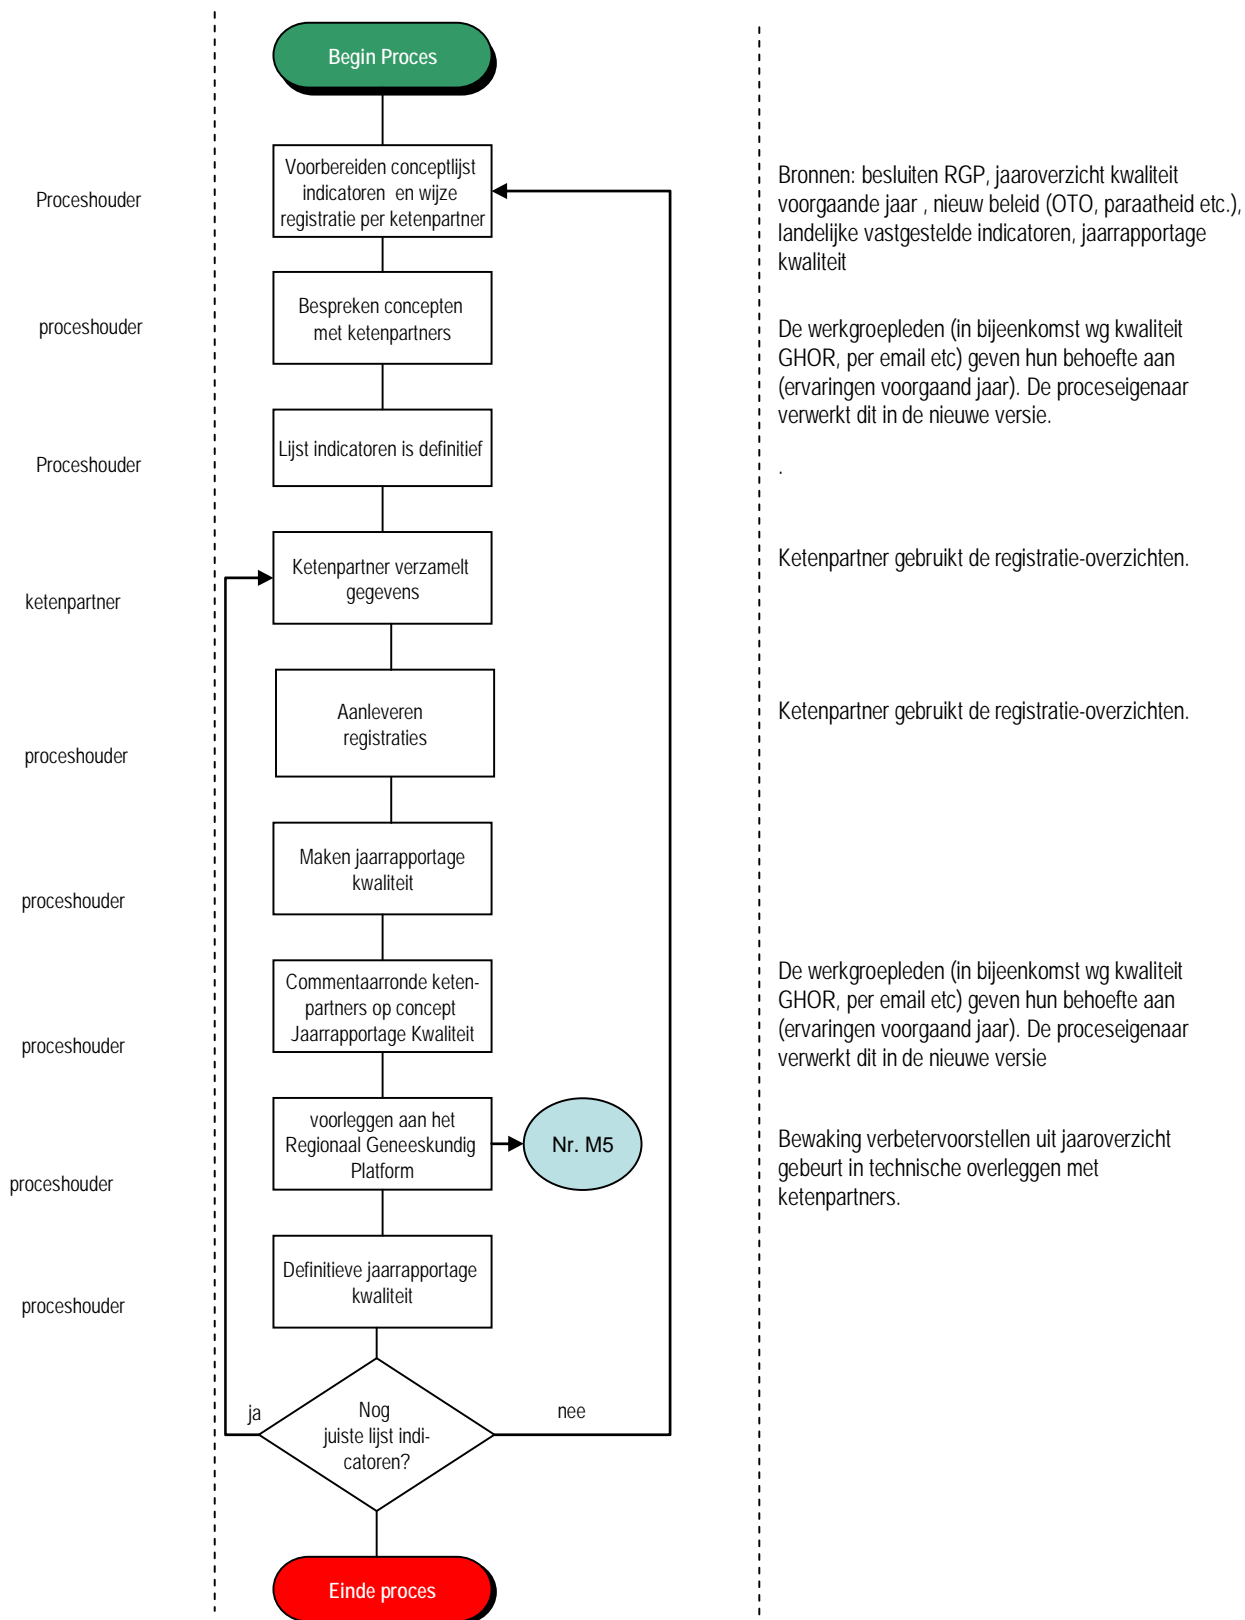 Begin Proces
Proceshouder
Voorbereiden conceptlijst
indicatoren en wijze
registratie per ketenpartner
Bronnen: besluiten RGP, jaaroverzicht kwaliteit
voorgaande jaar , nieuw beleid (OTO, paraatheid etc.),
landelijke vastgestelde indicatoren, jaarrapportage
kwaliteit
proceshouder
Bespreken concepten
met ketenpartners
De werkgroepleden (in bijeenkomst wg kwaliteit
GHOR, per email etc) geven hun behoefte aan
(ervaringen voorgaand jaar). De proceseigenaar
verwerkt dit in de nieuwe versie.
Proceshouder
Lijst indicatoren is definitief
.
ketenpartner
Ketenpartner verzamelt
gegevens
Ketenpartner gebruikt de registratie-overzichten.
proceshouder
Aanleveren
registraties
Ketenpartner gebruikt de registratie-overzichten.
proceshouder
Maken jaarrapportage
kwaliteit
proceshouder
Commentaarronde keten-
partners op concept
Jaarrapportage Kwaliteit
De werkgroepleden (in bijeenkomst wg kwaliteit
GHOR, per email etc) geven hun behoefte aan
(ervaringen voorgaand jaar). De proceseigenaar
verwerkt dit in de nieuwe versie
proceshouder
voorleggen aan het
Regionaal Geneeskundig
Platform
Nr. M5
Bewaking verbetervoorstellen uit jaaroverzicht
gebeurt in technische overleggen met
ketenpartners.
proceshouder
Definitieve jaarrapportage
kwaliteit
ja
Nog
juiste lijst indi-
catoren?
nee
Einde proces